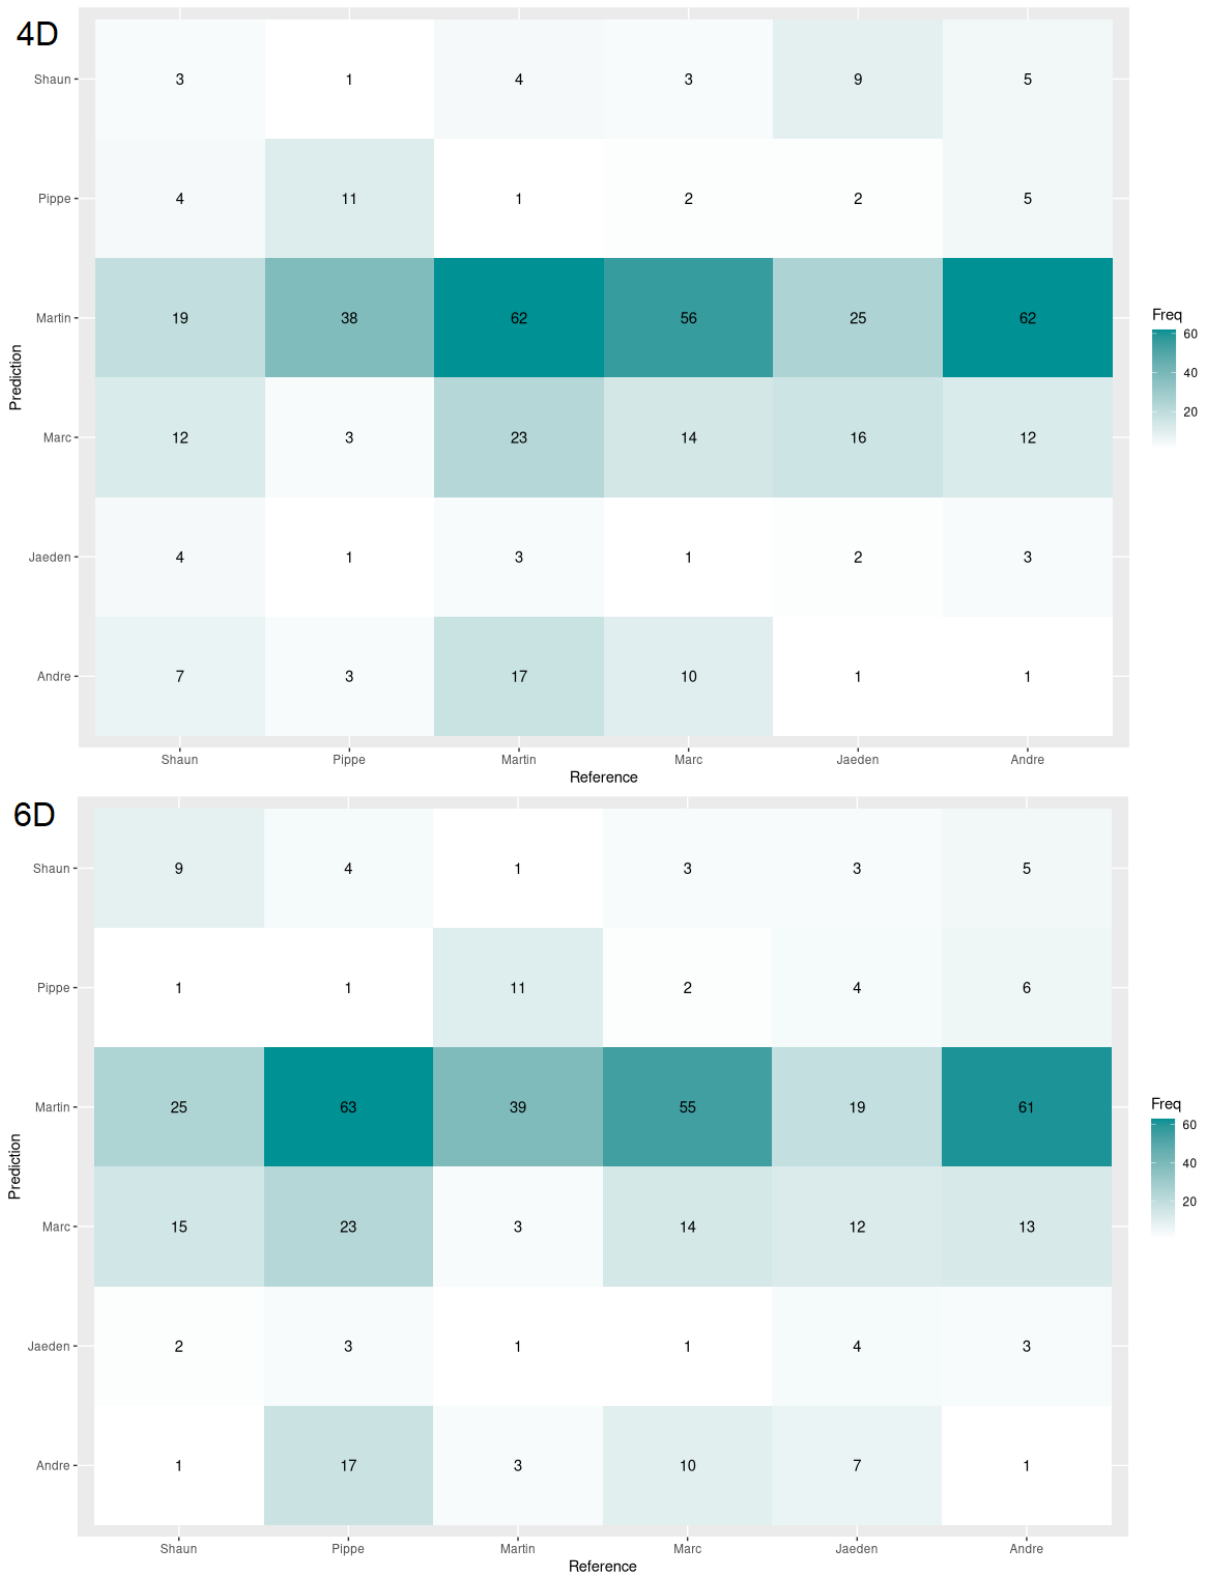 4D
Shaun 3 1 4 3 9 5
Pippe 4 11 1 2 2 5
Martin 19 38 62 56 25 62
Marc 12 3 23 14 16 12
Jaeden 4 1 3 1 2 3
Andre 7 3 17 10 1 1
Shaun Pippe Martin Marc Jaeden Andre
Reference
Prediction
Freq
60
40
20
6D
Shaun 9 4 1 3 3 5
Pippe 1 1 11 2 4 6
Martin 25 63 39 55 19 61
Marc 15 23 3 14 12 13
Jaeden 2 3 1 1 4 3
Andre 1 17 3 10 7 1
Shaun Pippe Martin Marc Jaeden Andre
Reference
Prediction
Freq
60
40
20